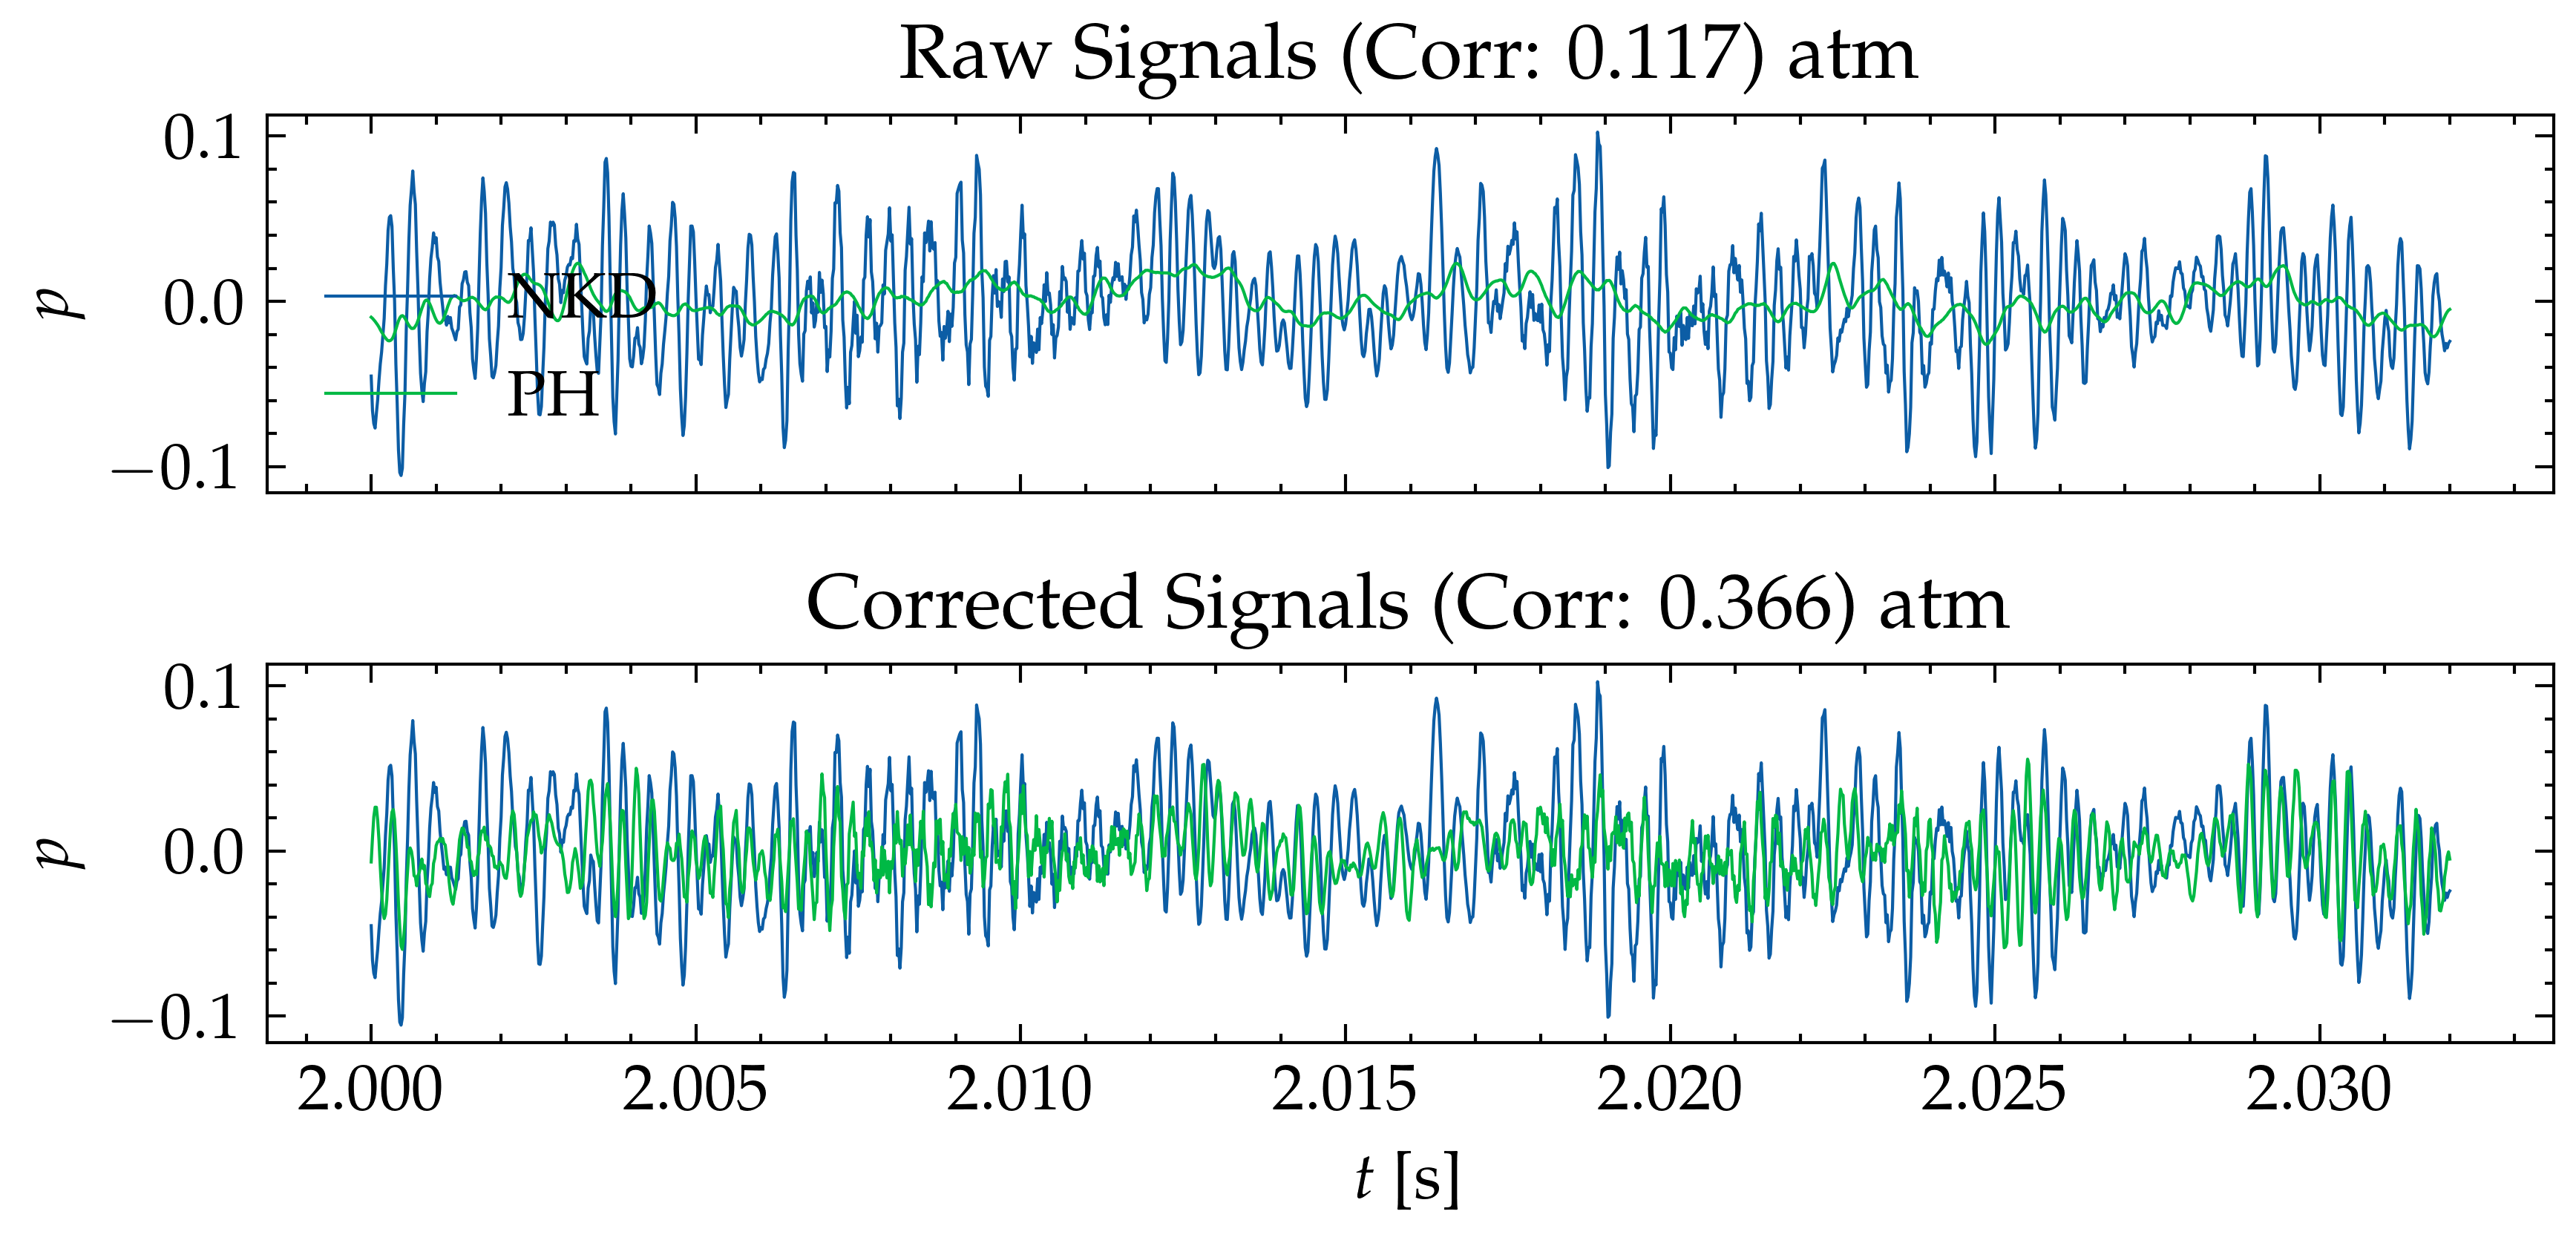 Raw Signals (Corr: 0.117) atm
0.1
0.0
−0.1
p
NKD
PH
Corrected Signals (Corr: 0.366) atm
0.1
0.0
−0.1
p
2.000 2.005 2.010 2.015 2.020 2.025 2.030
t [s]